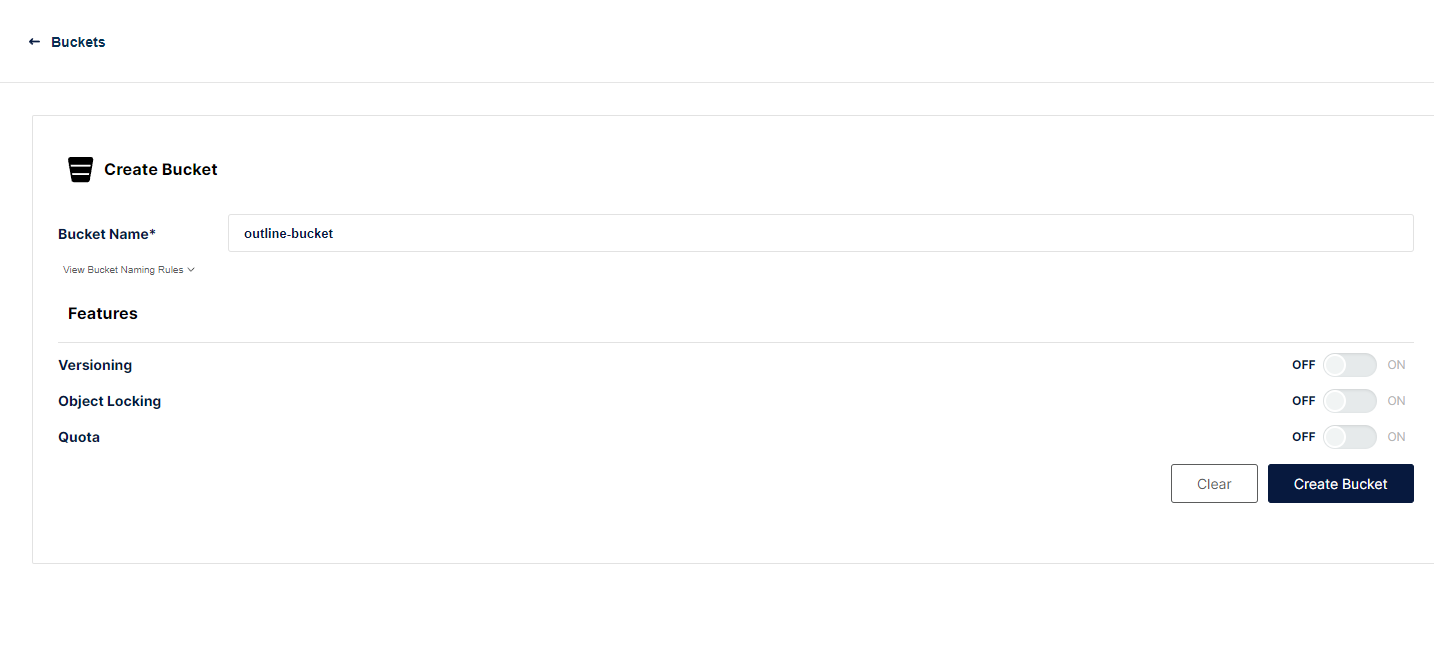 ← Buckets
Create Bucket
Bucket Name* outline-bucket
View Bucket Naming Rules
Features
Versioning OFF ON
Object Locking OFF ON
Quota OFF ON
Clear Create Bucket